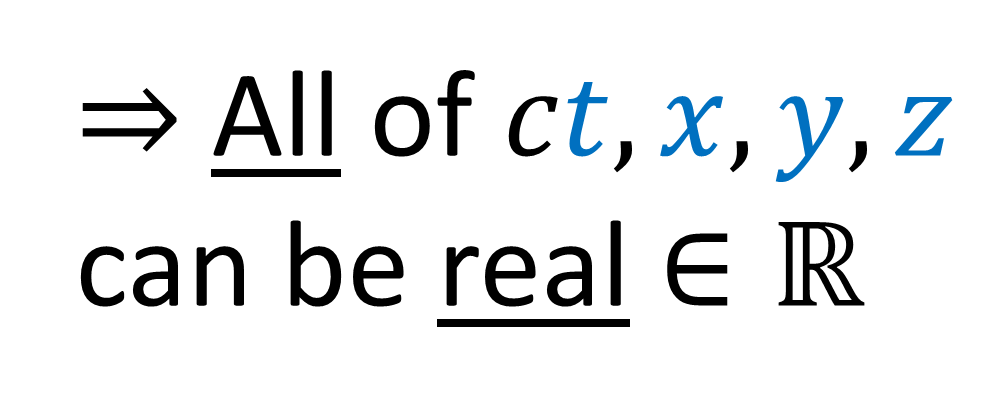 ⇒ All of ct, x, y, z
can be real ∈ ℝ